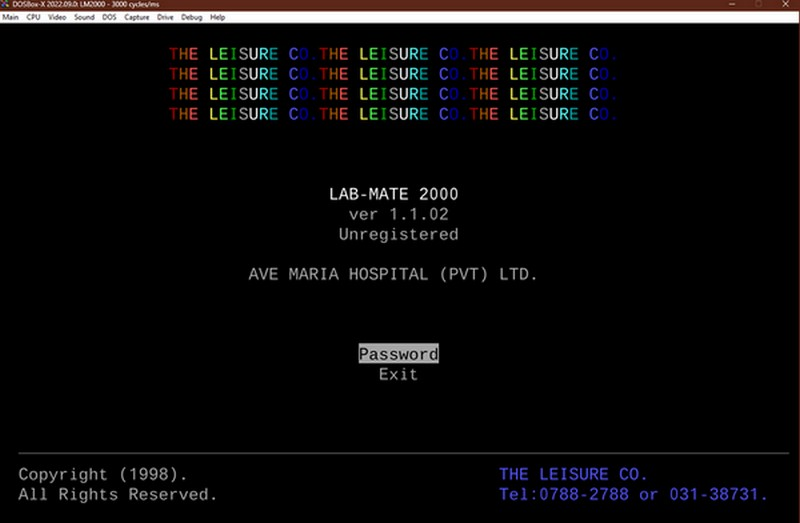 DOSBox-X 2022.09.0: LM2000 - 3000 cycles/ms
Main CPU Video Sound DOS Capture Drive Debug Help
THE LEISURE CO.THE LEISURE CO.THE LEISURE CO.
THE LEISURE CO.THE LEISURE CO.THE LEISURE CO.
THE LEISURE CO.THE LEISURE CO.THE LEISURE CO.
THE LEISURE CO.THE LEISURE CO.THE LEISURE CO.
LAB-MATE 2000
ver 1.1.02
Unregistered
AVE MARIA HOSPITAL (PVT) LTD.
Password
Exit
Copyright (1998).
All Rights Reserved.
THE LEISURE CO.
Tel:0788-2788 or 031-38731.